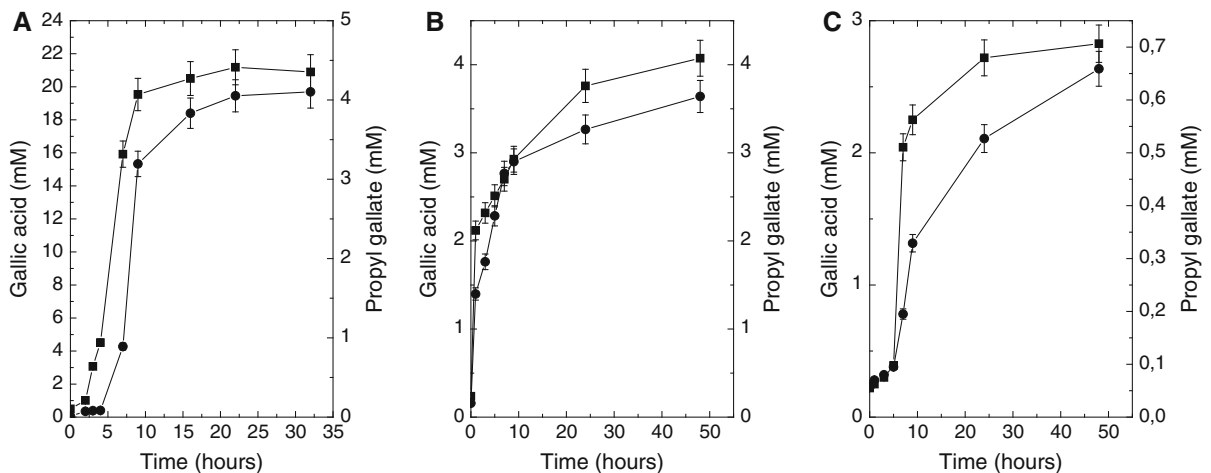 A
24
22
20
18
16
14
12
10
8
6
4
2
0
Gallic acid (mM)
0 5 10 15 20 25 30 35
Time (hours)
5
4
3
2
1
0
Propyl gallate (mM)
B
4
3
2
1
0
Gallic acid (mM)
0 10 20 30 40 50
Time (hours)
4
3
2
1
0
Propyl gallate (mM)
C
3
2
1
0
Gallic acid (mM)
0 10 20 30 40 50
Time (hours)
0,7
0,6
0,5
0,4
0,3
0,2
0,1
0,0
Propyl gallate (mM)